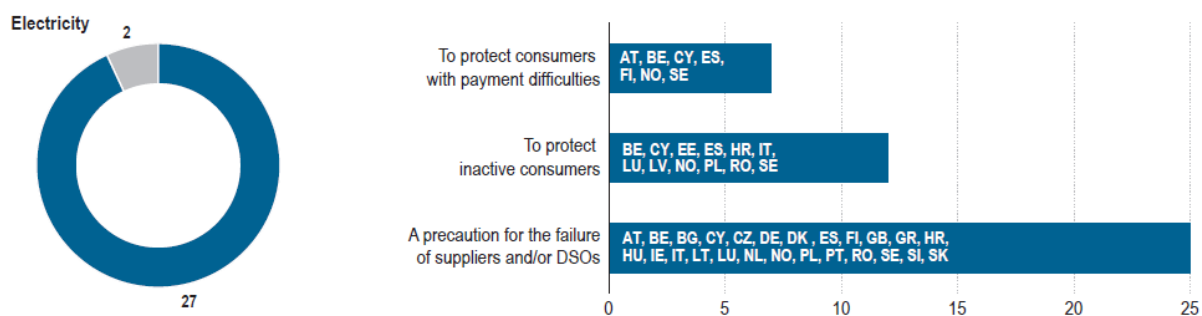 Electricity
2
27
To protect consumers
with payment difficulties
AT, BE, CY, ES,
FI, NO, SE
To protect
inactive consumers
BE, CY, EE, ES, HR, IT,
LU, LV, NO, PL, RO, SE
A precaution for the failure
of suppliers and/or DSOs
AT, BE, BG, CY, CZ, DE, DK , ES, FI, GB, GR, HR,
HU, IE, IT, LT, LU, NL, NO, PL, PT, RO, SE, SI, SK
0 5 10 15 20 25